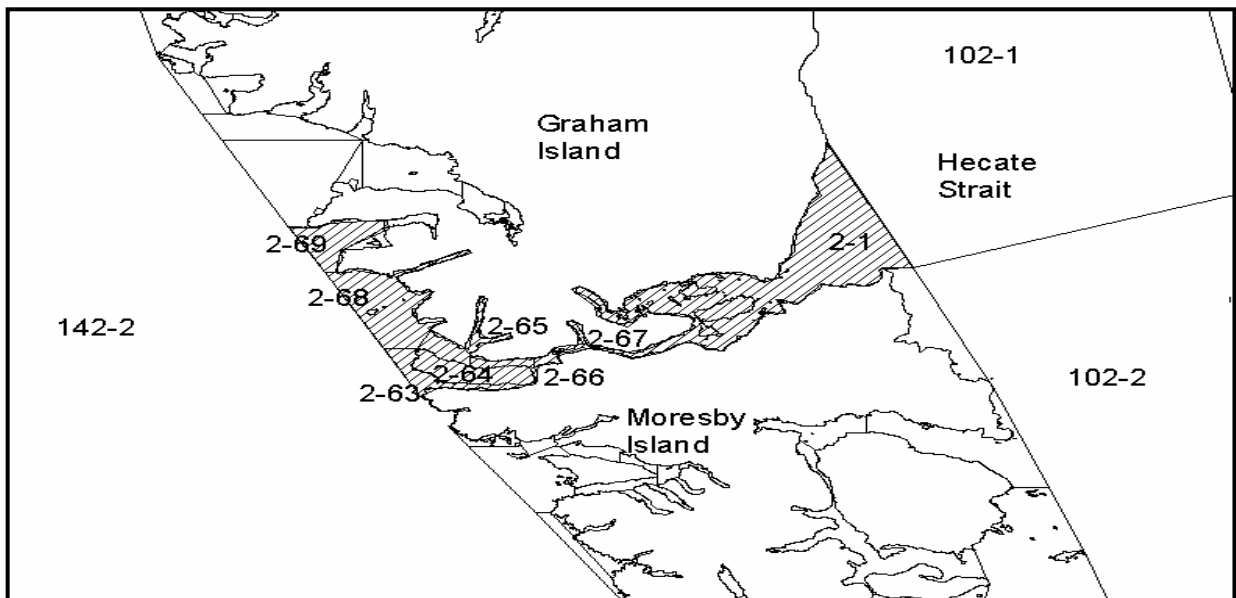 102-1
Graham
Island
Hecate
Strait
2-69
2-1
2-68
142-2
2-65
2-67
2-64
2-66
102-2
2-63
Moresby
Island